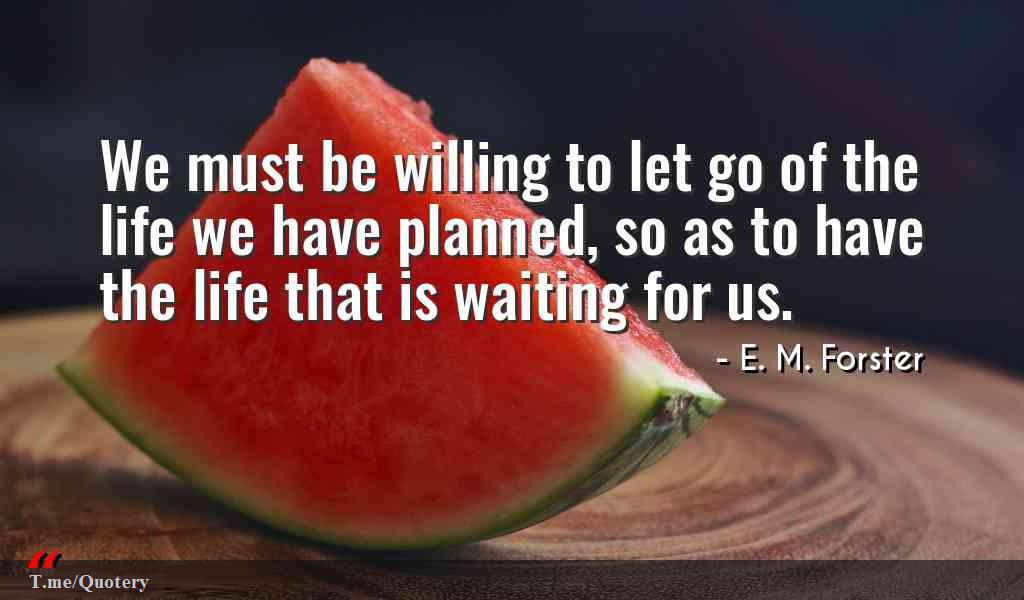 We must be willing to let go of the
life we have planned, so as to have
the life that is waiting for us.
- E. M. Forster
T.me/Quotery